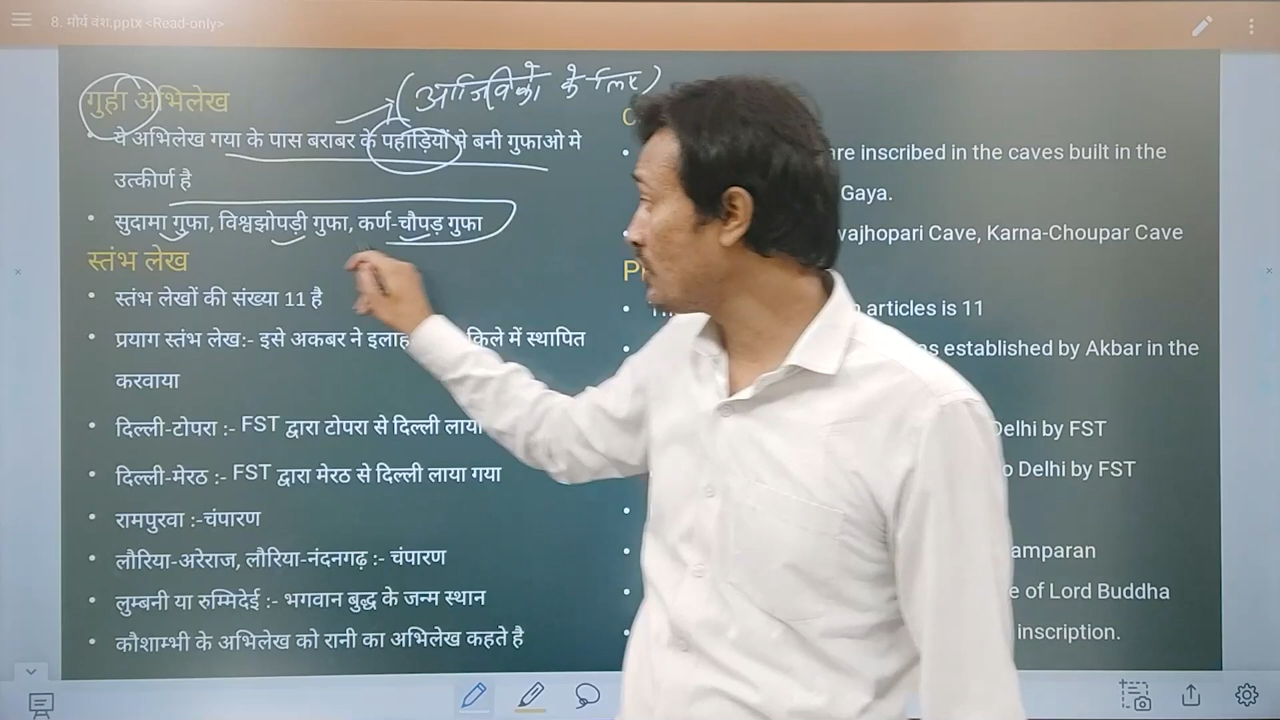 8. मौर्य वंश.pptx <Read-only>
गुहा अभिलेख
(आजिविको के लिए)
ये अभिलेख गया के पास बराबर के पहाड़ियों से बनी गुफाओ मे
उत्कीर्ण है
सुदामा गुफा, विश्वझोपड़ी गुफा, कर्ण-चौपड़ गुफा
स्तंभ लेख
स्तंभ लेखों की संख्या 11 है
प्रयाग स्तंभ लेख:- इसे अकबर ने किले में स्थापित
करवाया
दिल्ली-टोपरा :- FST द्वारा टोपरा से दिल्ली लाया
दिल्ली-मेरठ :- FST द्वारा मेरठ से दिल्ली लाया गया
रामपुरवा :-चंपारण
लौरिया-अरेराज, लौरिया-नंदनगढ़ :- चंपारण
लुम्बनी या रुम्मिदेई :- भगवान बुद्ध के जन्म स्थान
कौशाम्भी के अभिलेख को रानी का अभिलेख कहते है
are inscribed in the caves built in the
Gaya.
Cave, Karna-Choupar Cave
articles is 11
established by Akbar in the
Delhi by FST
Delhi by FST
of Lord Buddha
inscription.